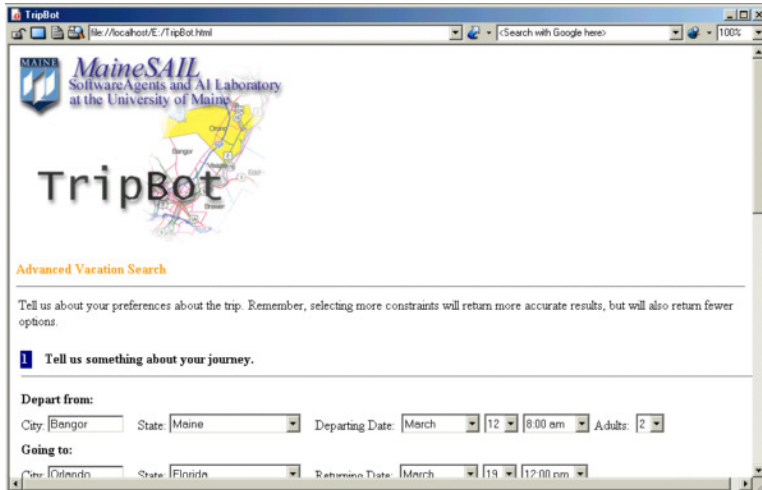 TripBot
file://localhost/E:/TripBot.html <Search with Google here> 100%
MAINE
MaineSAIL
SoftwareAgents and AI Laboratory
at the University of Maine
Orono
Bangor
Veazie
Brewer
TripBot
Advanced Vacation Search
Tell us about your preferences about the trip. Remember, selecting more constraints will return more accurate results, but will also return fewer
options.
1 Tell us something about your journey.
Depart from:
City: Bangor State: Maine Departing Date: March 12 8:00 am Adults: 2
Going to:
City: Orlando State: Florida Returning Date: March 19 12:00 pm